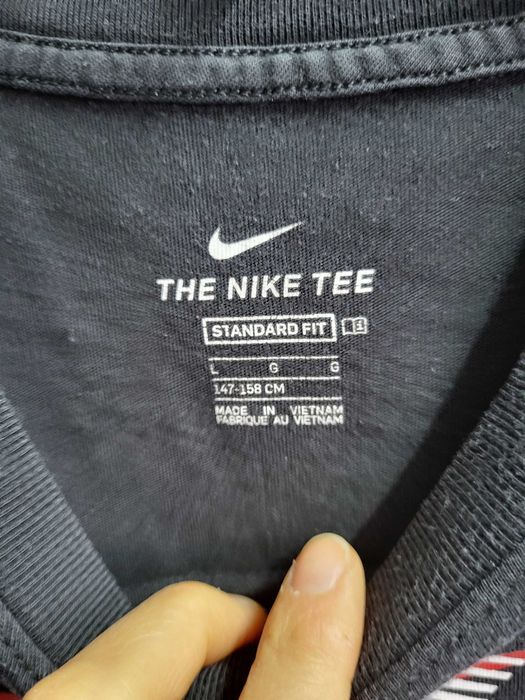 THE NIKE TEE
STANDARD FIT
L G G
147-158 CM
MADE IN VIETNAM
FABRIQUE AU VIETNAM